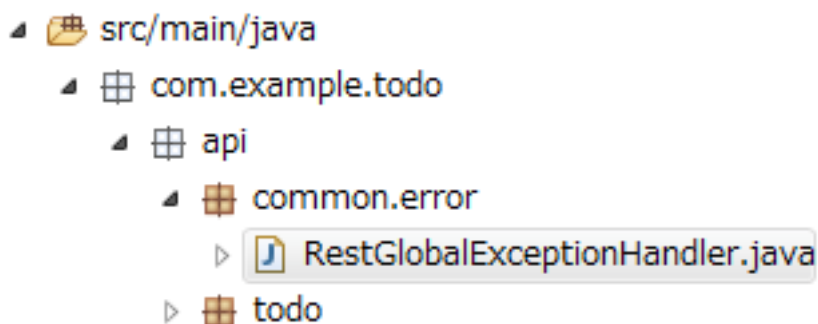 src/main/java
com.example.todo
api
common.error
RestGlobalExceptionHandler.java
todo